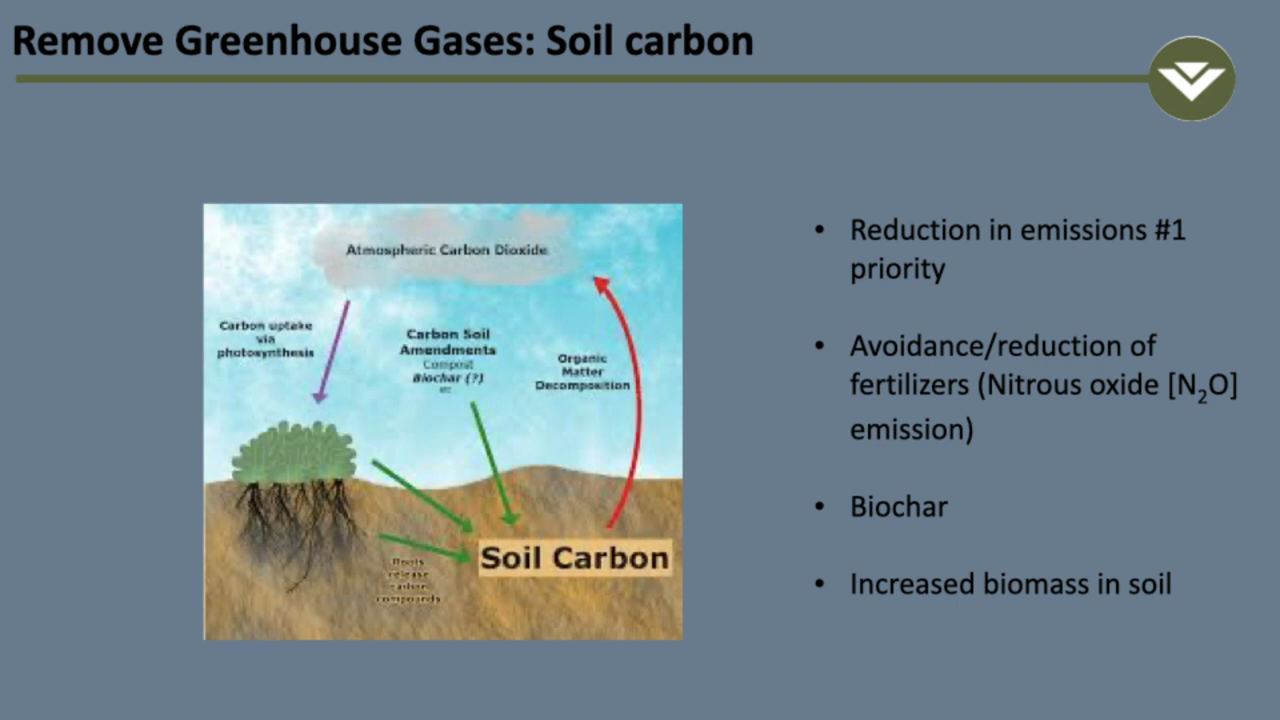 Remove Greenhouse Gases: Soil carbon
Atmospheric Carbon Dioxide
Carbon uptake
via
photosynthesis
Carbon Soil
Amendments
Compost
Biochar (?)
etc
Organic
Matter
Decomposition
Roots
release
carbon
compounds
Soil Carbon
• Reduction in emissions #1
priority
• Avoidance/reduction of
fertilizers (Nitrous oxide [N₂O]
emission)
• Biochar
• Increased biomass in soil